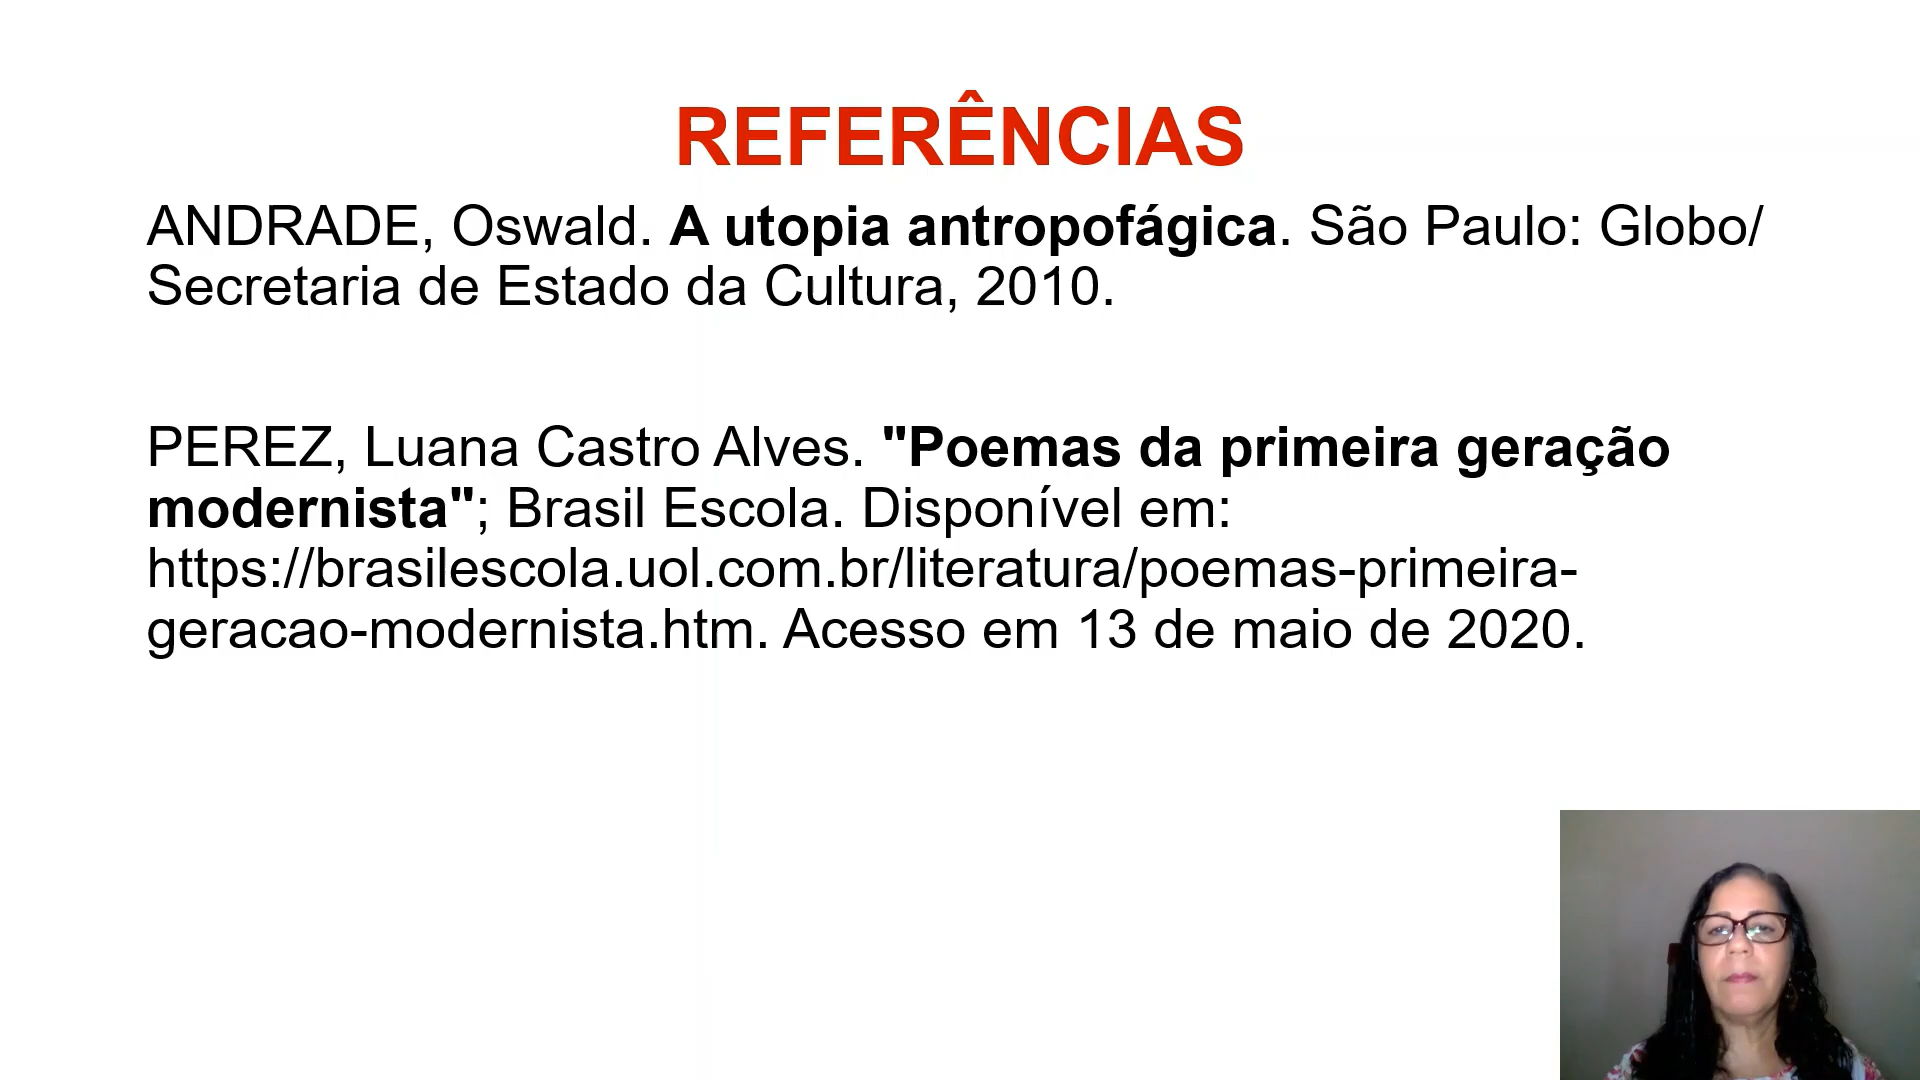 REFERÊNCIAS
ANDRADE, Oswald. A utopia antropofágica. São Paulo: Globo/
Secretaria de Estado da Cultura, 2010.
PEREZ, Luana Castro Alves. "Poemas da primeira geração
modernista"; Brasil Escola. Disponível em:
https://brasilescola.uol.com.br/literatura/poemas-primeira-
geracao-modernista.htm. Acesso em 13 de maio de 2020.